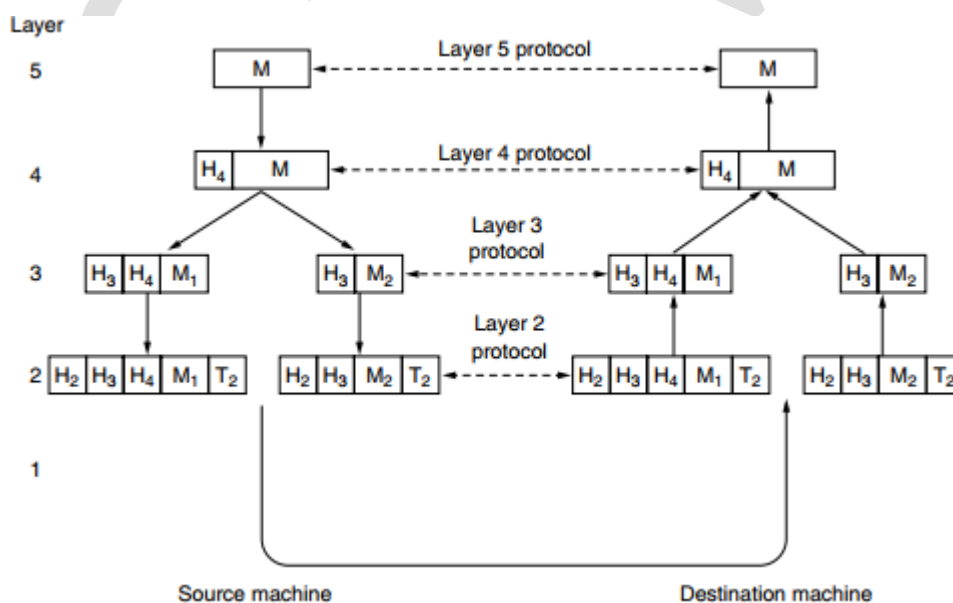 Layer
5
M
Layer 5 protocol
M
4
H₄ M
Layer 4 protocol
H₄ M
3
H₃ H₄ M₁
H₃ M₂
Layer 3
protocol
H₃ H₄ M₁
H₃ M₂
2
H₂ H₃ H₄ M₁ T₂
H₂ H₃ M₂ T₂
Layer 2
protocol
H₂ H₃ H₄ M₁ T₂
H₂ H₃ M₂ T₂
1
Source machine
Destination machine